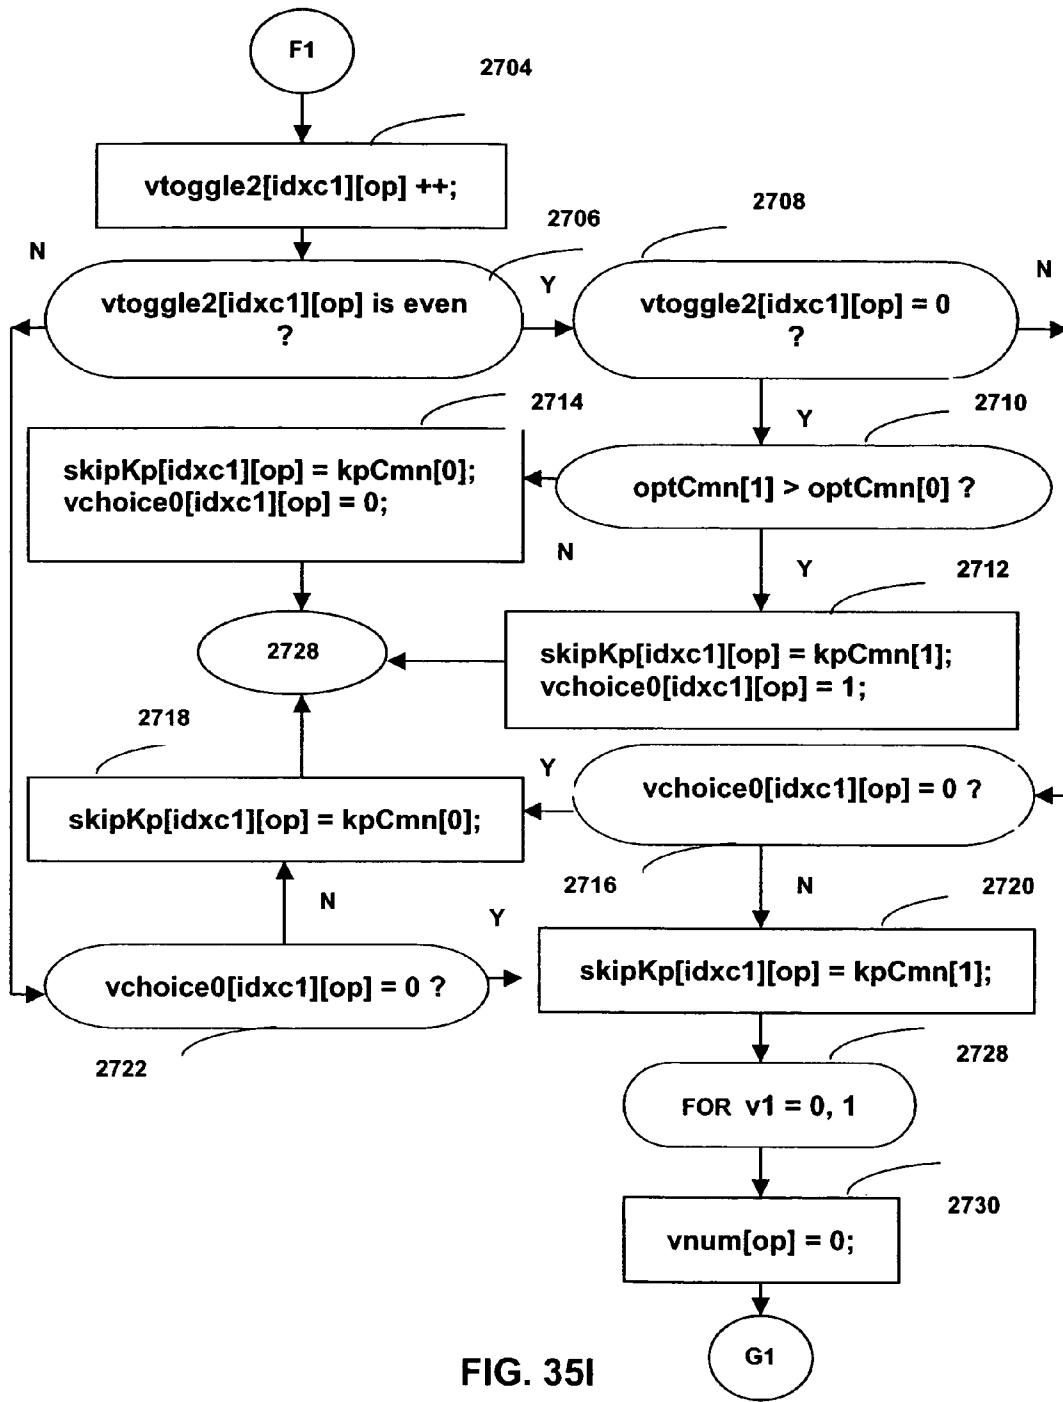 F1
2704
vtoggle2[idxc1][op] ++;
2706
2708
N
Y
N
vtoggle2[idxc1][op] is even
?
vtoggle2[idxc1][op] = 0
?
2714
Y
2710
skipKp[idxc1][op] = kpCmn[0];
vchoice0[idxc1][op] = 0;
optCmn[1] > optCmn[0] ?
N
Y
2712
2728
skipKp[idxc1][op] = kpCmn[1];
vchoice0[idxc1][op] = 1;
2718
Y
vchoice0[idxc1][op] = 0 ?
skipKp[idxc1][op] = kpCmn[0];
2716
N
2720
N
Y
vchoice0[idxc1][op] = 0 ?
skipKp[idxc1][op] = kpCmn[1];
2722
2728
FOR v1 = 0, 1
2730
vnum[op] = 0;
G1
FIG. 35I